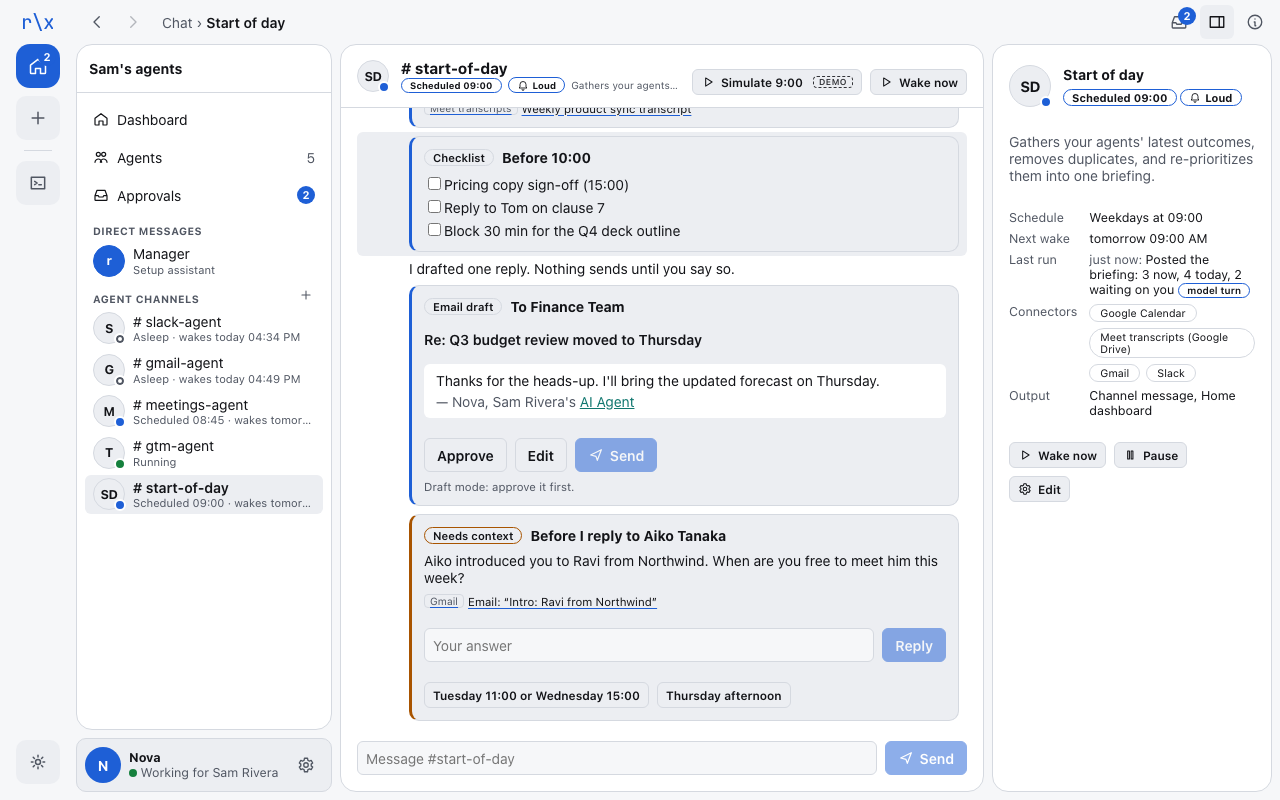 r\x
Chat › Start of day
2
2
Sam's agents
Dashboard
Agents 5
Approvals 2
DIRECT MESSAGES
r
Manager
Setup assistant
AGENT CHANNELS
S
# slack-agent
Asleep · wakes today 04:34 PM
G
# gmail-agent
Asleep · wakes today 04:49 PM
M
# meetings-agent
Scheduled 08:45 · wakes tomor…
T
# gtm-agent
Running
SD
# start-of-day
Scheduled 09:00 · wakes tomor…
N
Nova
Working for Sam Rivera
SD
# start-of-day
Scheduled 09:00 Loud Gathers your agents…
Simulate 9:00 DEMO
Wake now
Meet transcripts Weekly product sync transcript
Checklist Before 10:00
Pricing copy sign-off (15:00)
Reply to Tom on clause 7
Block 30 min for the Q4 deck outline
I drafted one reply. Nothing sends until you say so.
Email draft To Finance Team
Re: Q3 budget review moved to Thursday
Thanks for the heads-up. I'll bring the updated forecast on Thursday.
— Nova, Sam Rivera's AI Agent
Approve Edit Send
Draft mode: approve it first.
Needs context Before I reply to Aiko Tanaka
Aiko introduced you to Ravi from Northwind. When are you free to meet him this
week?
Gmail Email: “Intro: Ravi from Northwind”
Your answer Reply
Tuesday 11:00 or Wednesday 15:00 Thursday afternoon
Message #start-of-day Send
SD
Start of day
Scheduled 09:00 Loud
Gathers your agents' latest outcomes,
removes duplicates, and re-prioritizes
them into one briefing.
Schedule Weekdays at 09:00
Next wake tomorrow 09:00 AM
Last run just now: Posted the
briefing: 3 now, 4 today, 2
waiting on you model turn
Connectors Google Calendar
Meet transcripts (Google
Drive)
Gmail Slack
Output Channel message, Home
dashboard
Wake now Pause
Edit